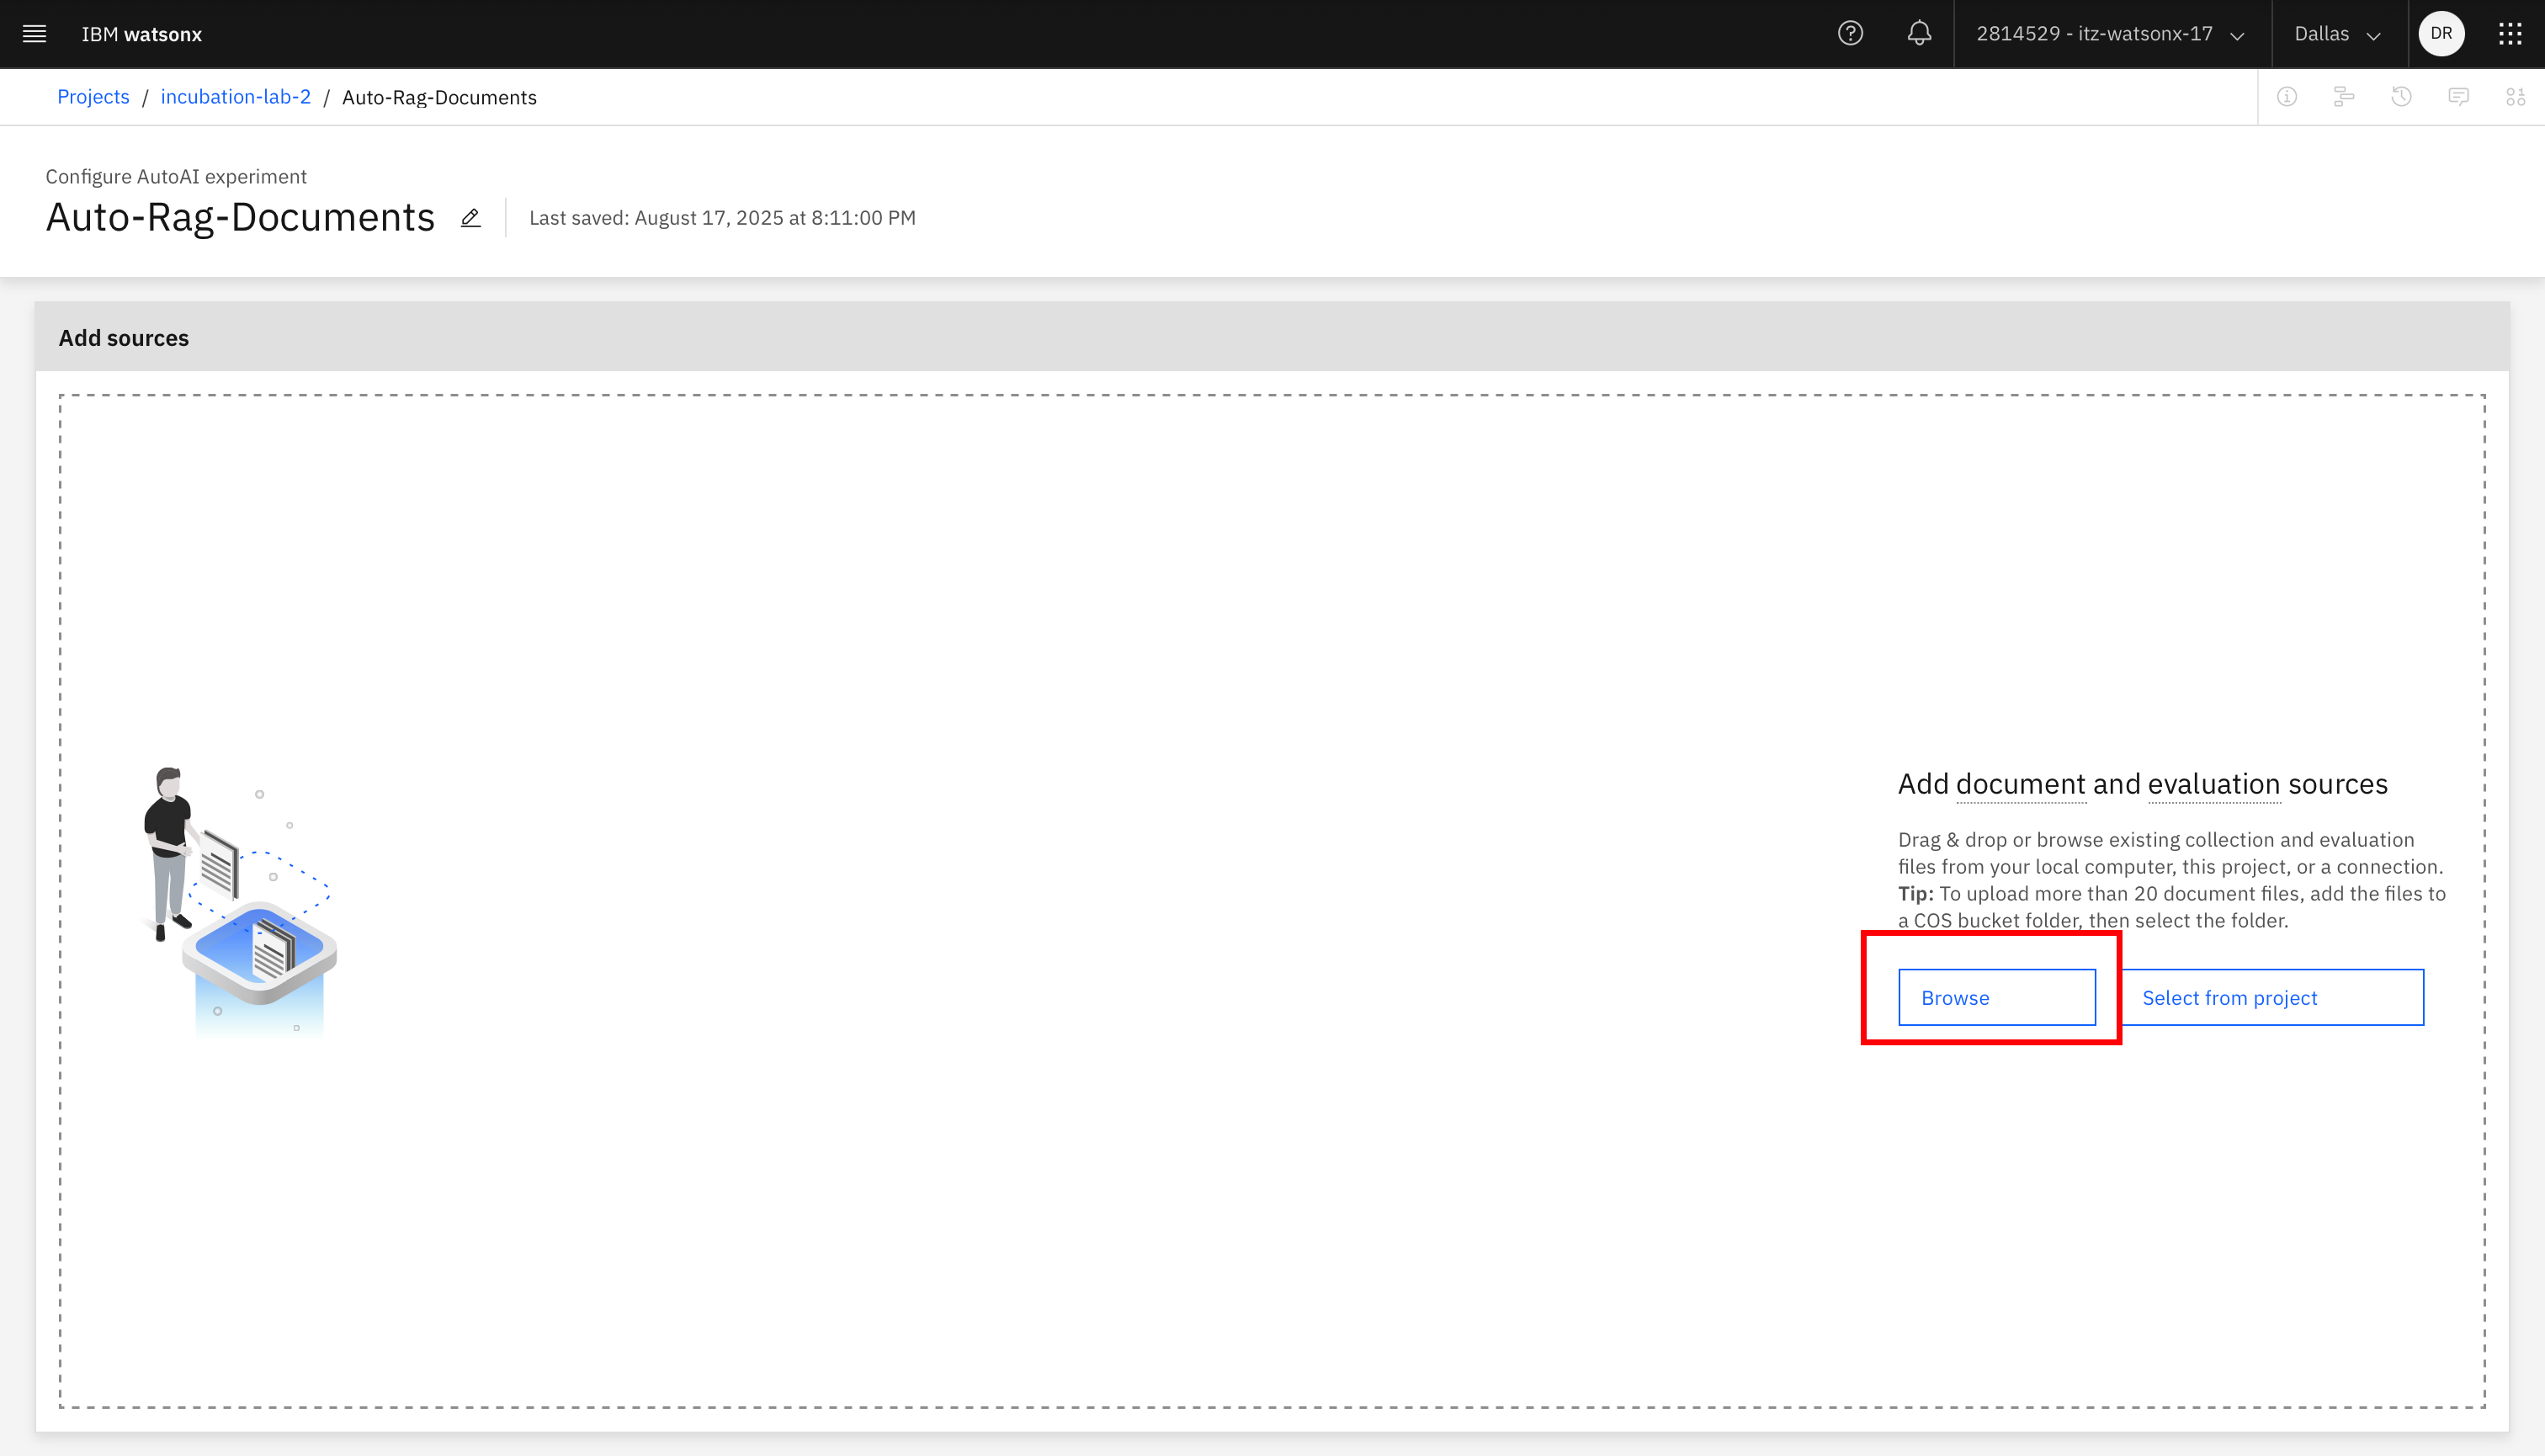 IBM watsonx
2814529 - itz-watsonx-17
Dallas
DR
Projects / incubation-lab-2 / Auto-Rag-Documents
Configure AutoAI experiment
Auto-Rag-Documents
Last saved: August 17, 2025 at 8:11:00 PM
Add sources
Add document and evaluation sources
Drag & drop or browse existing collection and evaluation
files from your local computer, this project, or a connection.
Tip: To upload more than 20 document files, add the files to
a COS bucket folder, then select the folder.
Browse
Select from project